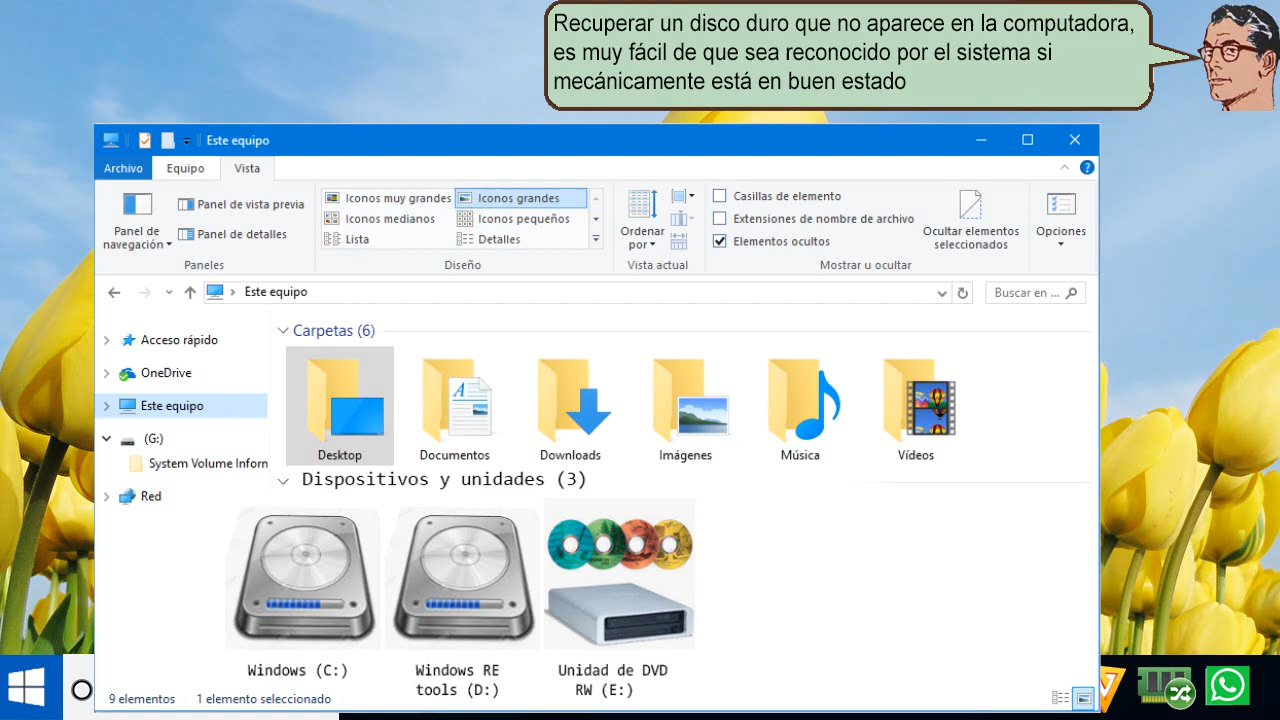 Recuperar un disco duro que no aparece en la computadora,
es muy fácil de que sea reconocido por el sistema si
mecánicamente está en buen estado
Este equipo
Archivo
Equipo
Vista
Panel de
navegación
Panel de vista previa
Panel de detalles
Paneles
Iconos muy grandes
Iconos grandes
Iconos medianos
Iconos pequeños
Lista
Detalles
Diseño
Ordenar
por
Vista actual
Casillas de elemento
Extensiones de nombre de archivo
Elementos ocultos
Ocultar elementos
seleccionados
Mostrar u ocultar
Opciones
Este equipo
Buscar en ...
Acceso rápido
OneDrive
Este equipo
(G:)
System Volume Inforn
Red
Carpetas (6)
Desktop
Documentos
Downloads
Imágenes
Música
Vídeos
Dispositivos y unidades (3)
Windows (C:)
Windows RE
tools (D:)
Unidad de DVD
RW (E:)
9 elementos
1 elemento seleccionado